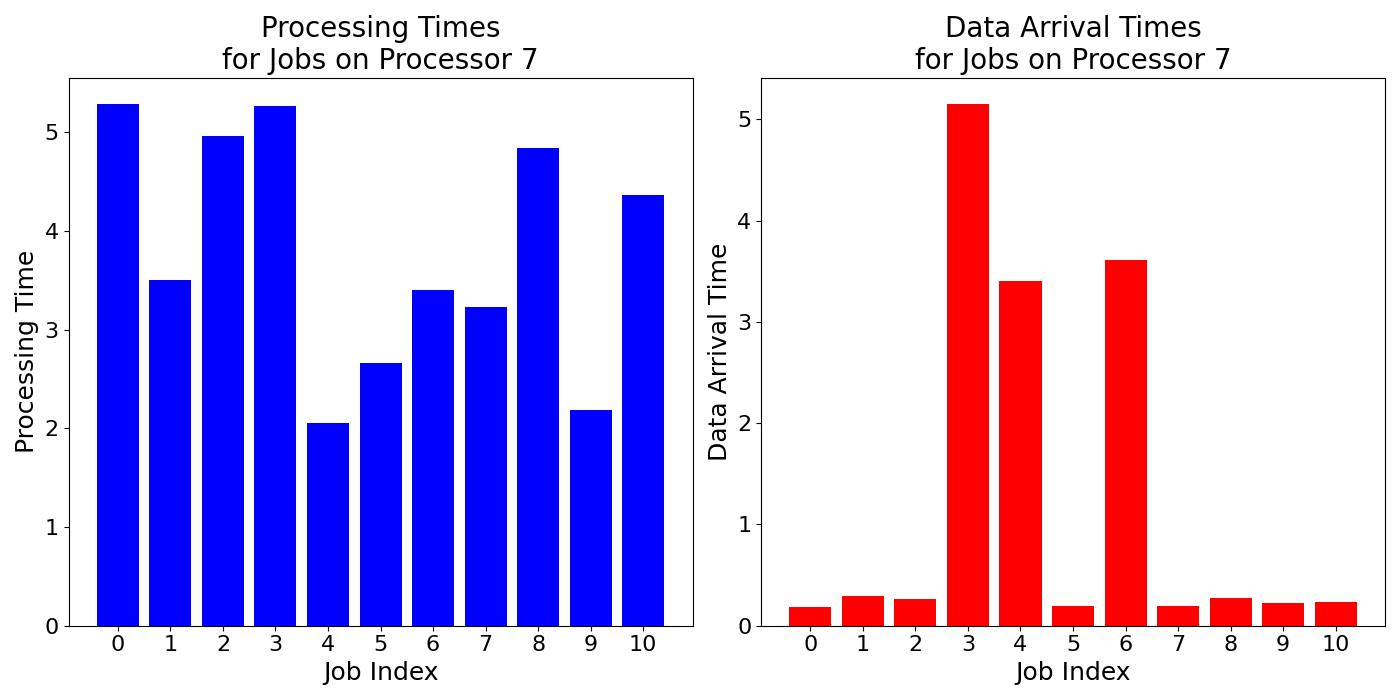 Processing Times
for Jobs on Processor 7
Processing Time
5
4
3
2
1
0
0 1 2 3 4 5 6 7 8 9 10
Job Index
Data Arrival Times
for Jobs on Processor 7
Data Arrival Time
5
4
3
2
1
0
0 1 2 3 4 5 6 7 8 9 10
Job Index